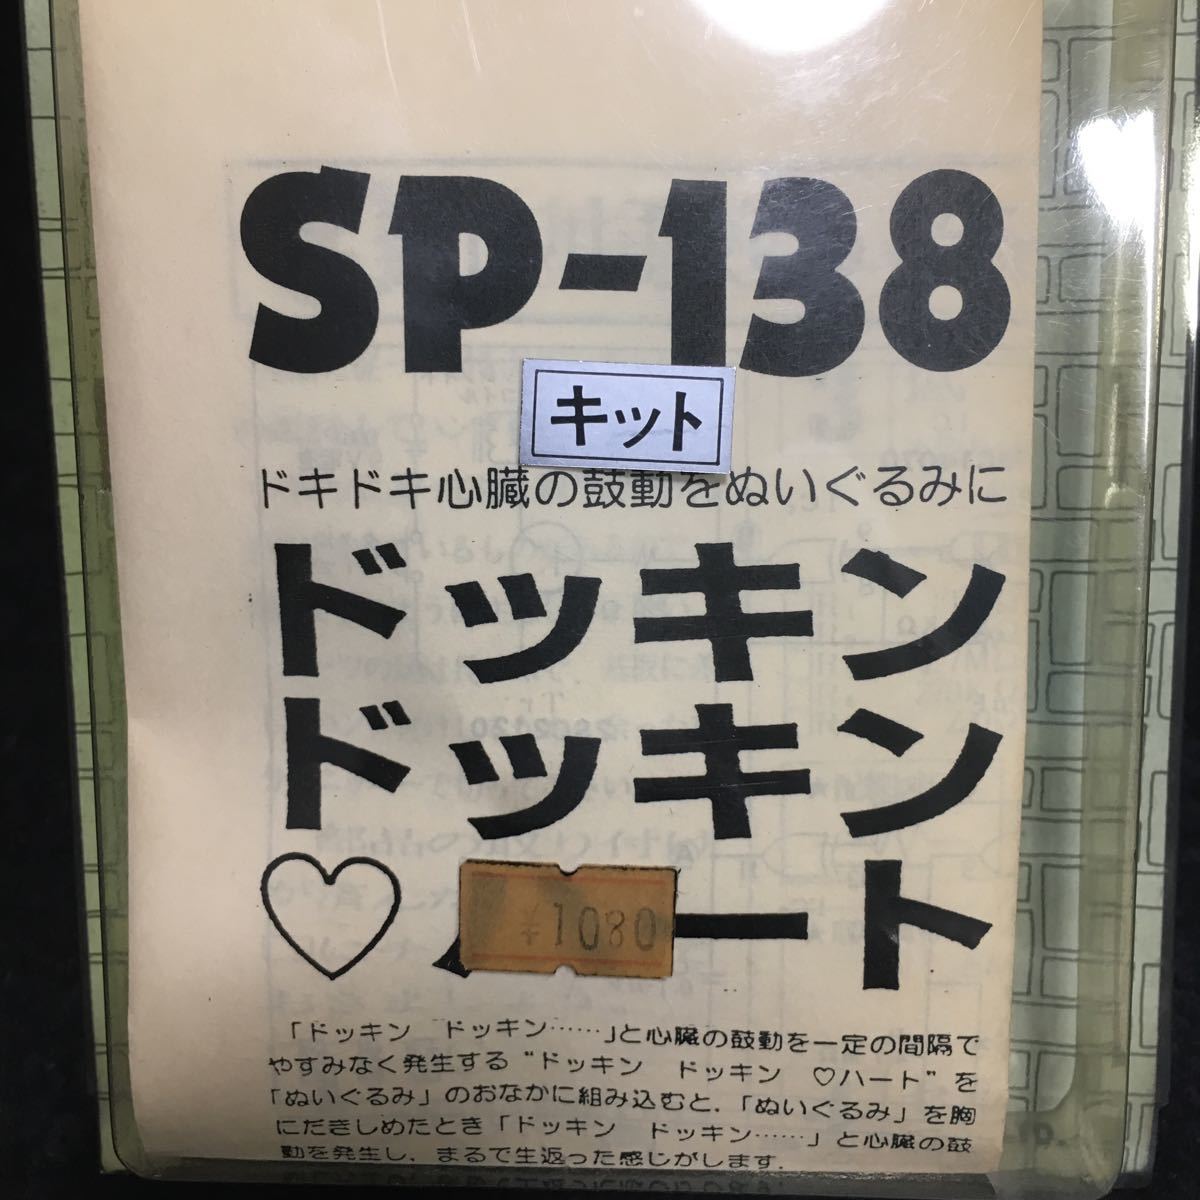 SP-138
キット
ドキドキ心臓の鼓動をぬいぐるみに
ドッキン
ドッキン
♡ハート
¥1080
「ドッキン ドッキン……」と心臓の鼓動を一定の間隔で
やすみなく発生する“ドッキン ドッキン ♡ハート”を
「ぬいぐるみ」のおなかに組み込むと、「ぬいぐるみ」を胸
にだきしめたとき「ドッキン ドッキン……」と心臓の鼓
動を発生し、まるで生返った感じがします.